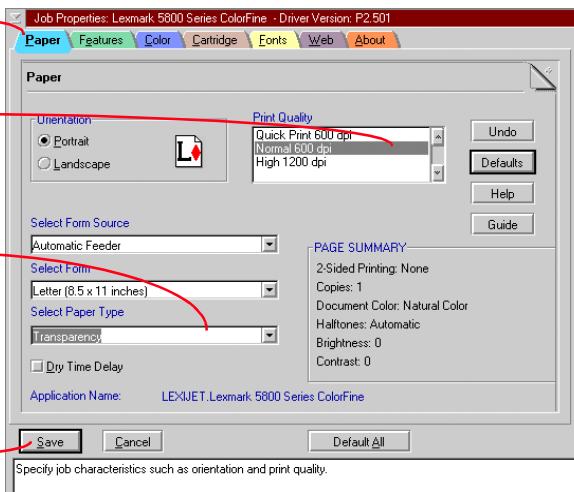 Job Properties: Lexmark 5800 Series ColorFine - Driver Version: P2.501
Paper Features Color Cartridge Fonts Web About
Paper
Orientation
Portrait
Landscape
L
Print Quality
Quick Print 600 dpi
Normal 600 dpi
High 1200 dpi
Undo
Defaults
Help
Guide
Select Form Source
Automatic Feeder
Select Form
Letter (8.5 x 11 inches)
Select Paper Type
Transparency
Dry Time Delay
PAGE SUMMARY
2-Sided Printing: None
Copies: 1
Document Color: Natural Color
Halftones: Automatic
Brightness: 0
Contrast: 0
Application Name: LEXIJET.Lexmark 5800 Series ColorFine
Save Cancel Default All
Specify job characteristics such as orientation and print quality.